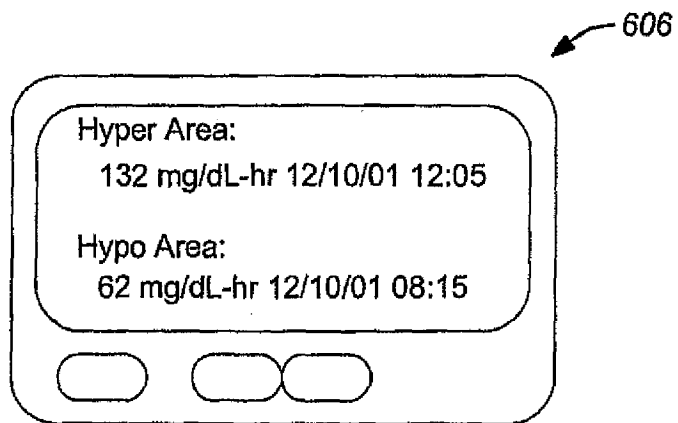 606
Hyper Area:
132 mg/dL-hr 12/10/01 12:05
Hypo Area:
62 mg/dL-hr 12/10/01 08:15